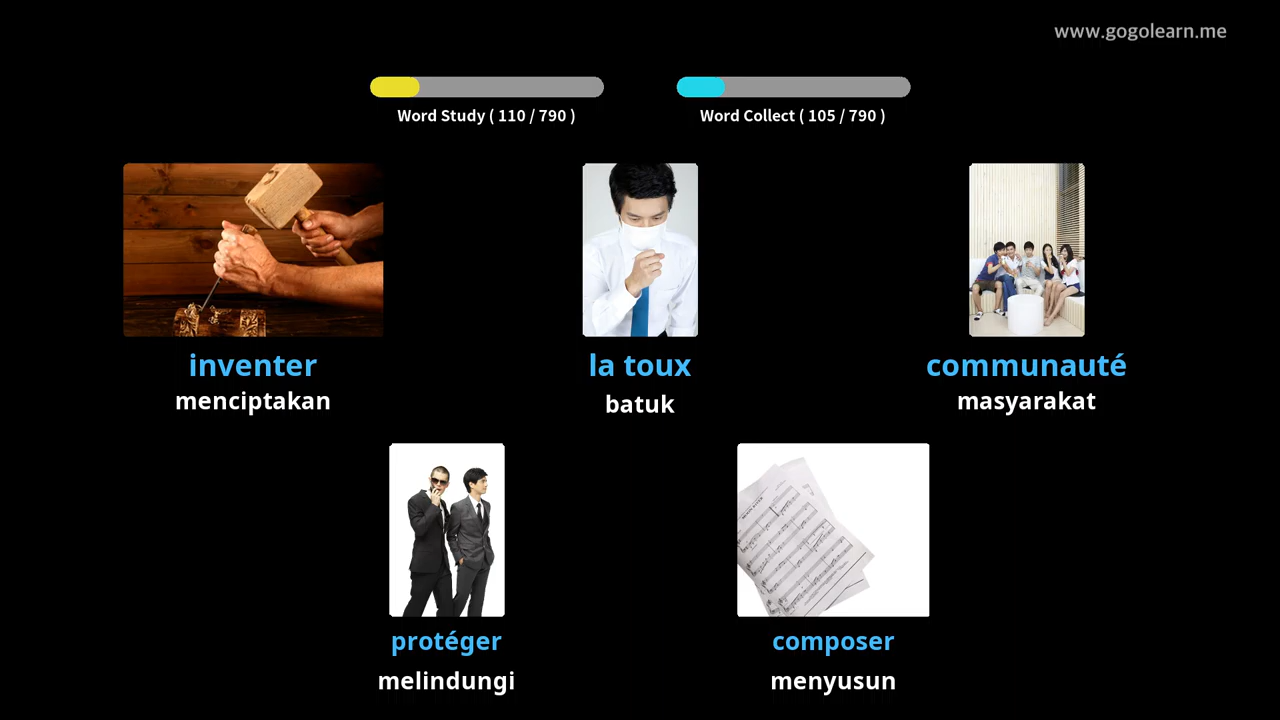 www.gogolearn.me
Word Study ( 110 / 790 )
Word Collect ( 105 / 790 )
inventer
menciptakan
la toux
batuk
communauté
masyarakat
protéger
melindungi
composer
menyusun